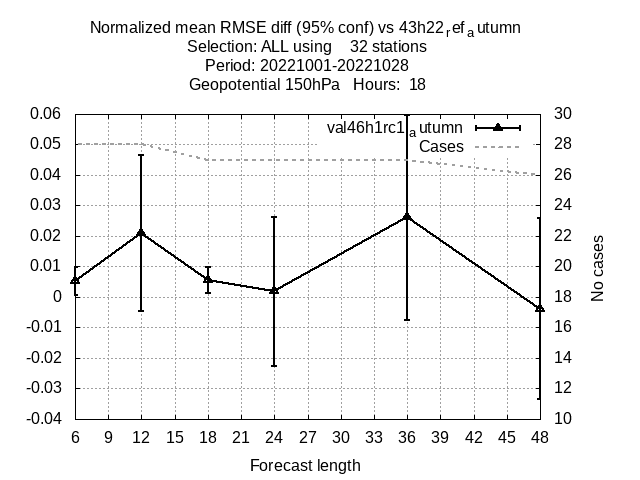 Normalized mean RMSE diff (95% conf) vs 43h22ref autumn
Selection: ALL using    32 stations
Period: 20221001-20221028
Geopotential 150hPa   Hours:  18
val46h1rc1autumn
Cases
0.06
0.05
0.04
0.03
0.02
0.01
0
-0.01
-0.02
-0.03
-0.04
30
28
26
24
22
20
18
16
14
12
10
No cases
6 9 12 15 18 21 24 27 30 33 36 39 42 45 48
Forecast length